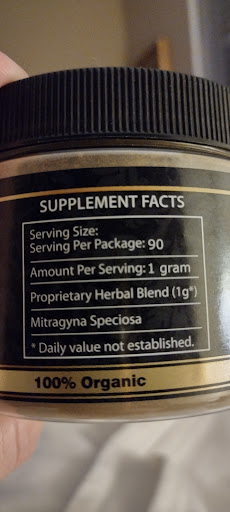 SUPPLEMENT FACTS
Serving Size:
Serving Per Package: 90
Amount Per Serving: 1 gram
Proprietary Herbal Blend (1g*)
Mitragyna Speciosa
* Daily value not established.
100% Organic